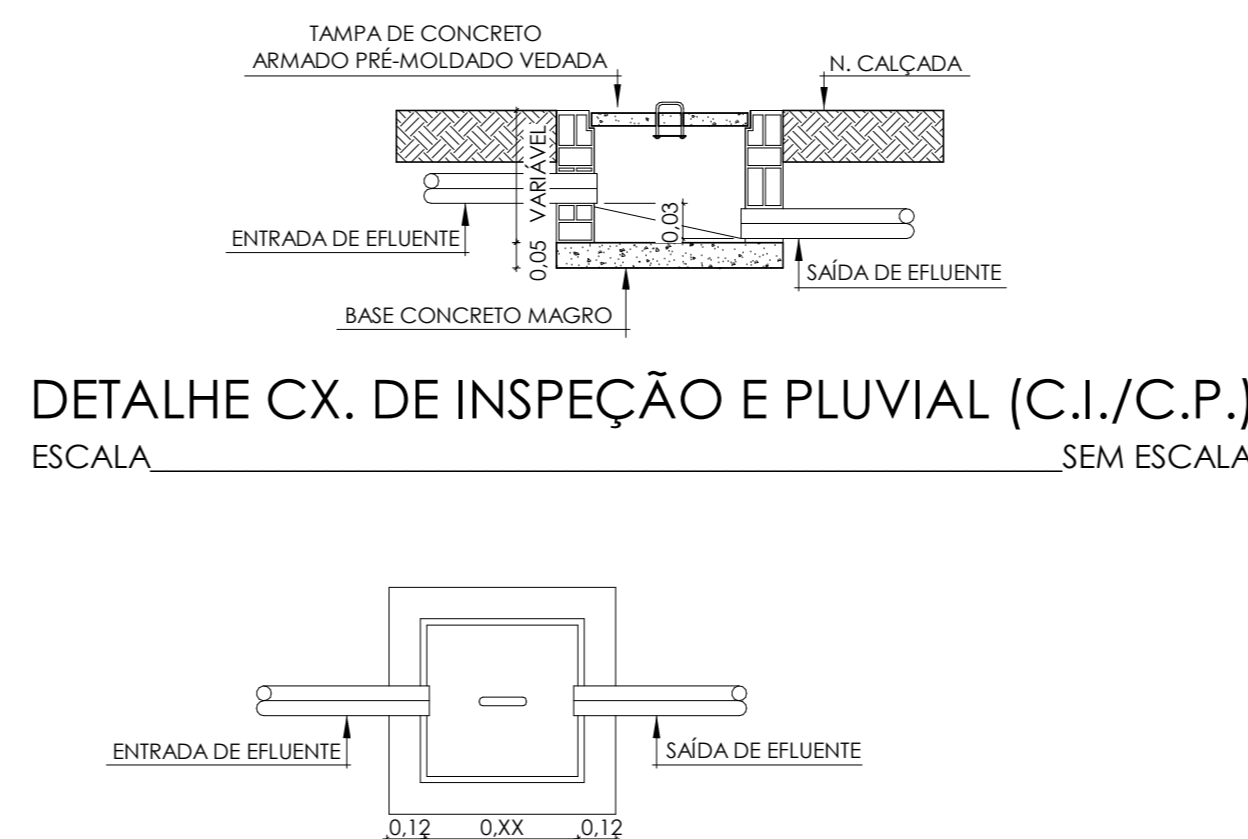 TAMPA DE CONCRETO
ARMADO PRÉ-MOLDADO VEDADA
N. CALÇADA
VARIÁVEL
0,03
ENTRADA DE EFLUENTE
0,05
SAÍDA DE EFLUENTE
BASE CONCRETO MAGRO
DETALHE CX. DE INSPEÇÃO E PLUVIAL (C.I./C.P.)
ESCALA SEM ESCALA
ENTRADA DE EFLUENTE
SAÍDA DE EFLUENTE
0,12 0,XX 0,12